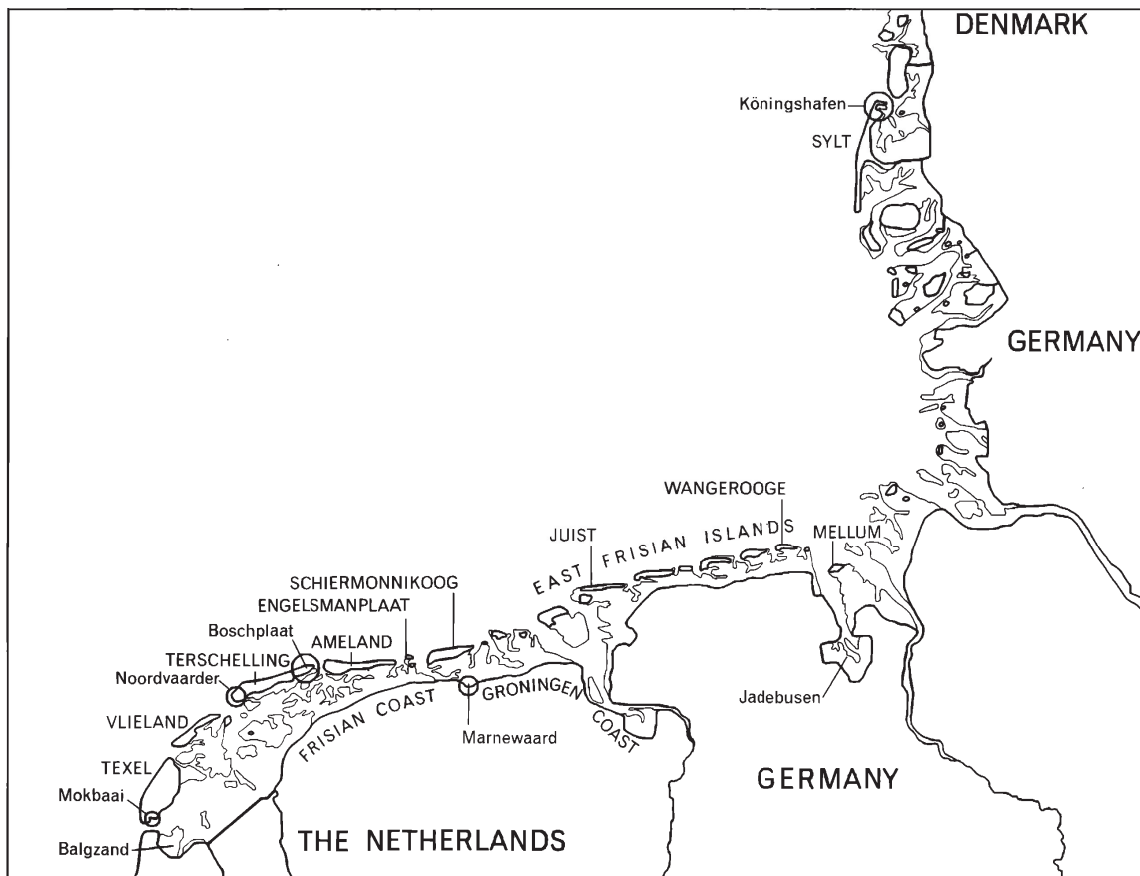 DENMARK
Köningshafen
SYLT
GERMANY
WANGEROOGE
JUIST
EAST FRISIAN ISLANDS
MELLUM
SCHIERMONNIKOOG
ENGELSMANPLAAT
Boschplaat
AMELAND
TERSCHELLING
Noordvaarder
VLIELAND
FRISIAN COAST
GRONINGEN COAST
Marnewaard
Jadebusen
TEXEL
Mokbaai
GERMANY
THE NETHERLANDS
Balgzand